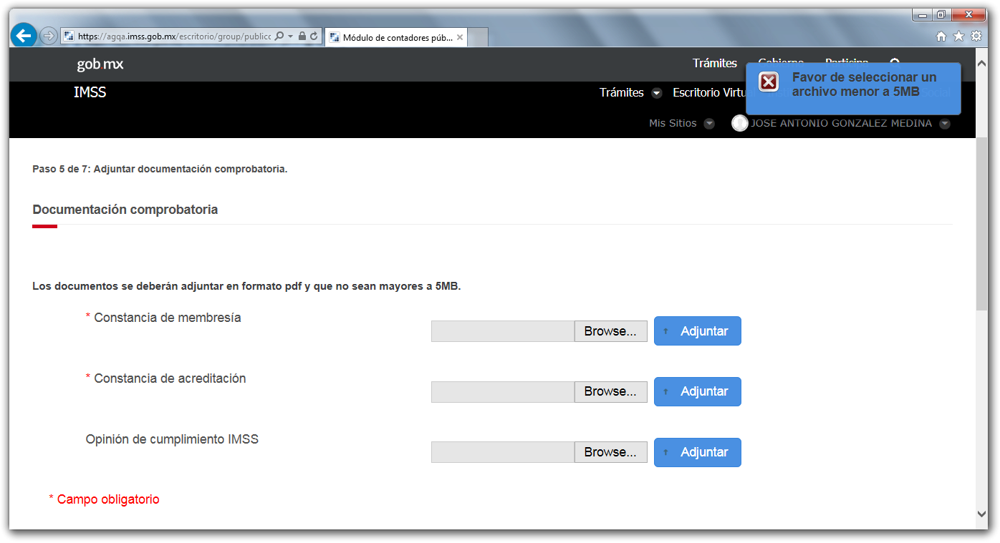 https://agqa.imss.gob.mx/escritorio/group/publicc
Módulo de contadores púb...
gob.mx
Trámites Gobierno Participa
IMSS
Trámites Escritorio Virtual
Favor de seleccionar un
archivo menor a 5MB
Mis Sitios JOSE ANTONIO GONZALEZ MEDINA
Paso 5 de 7: Adjuntar documentación comprobatoria.
Documentación comprobatoria
Los documentos se deberán adjuntar en formato pdf y que no sean mayores a 5MB.
* Constancia de membresía
Browse... Adjuntar
* Constancia de acreditación
Browse... Adjuntar
Opinión de cumplimiento IMSS
Browse... Adjuntar
* Campo obligatorio